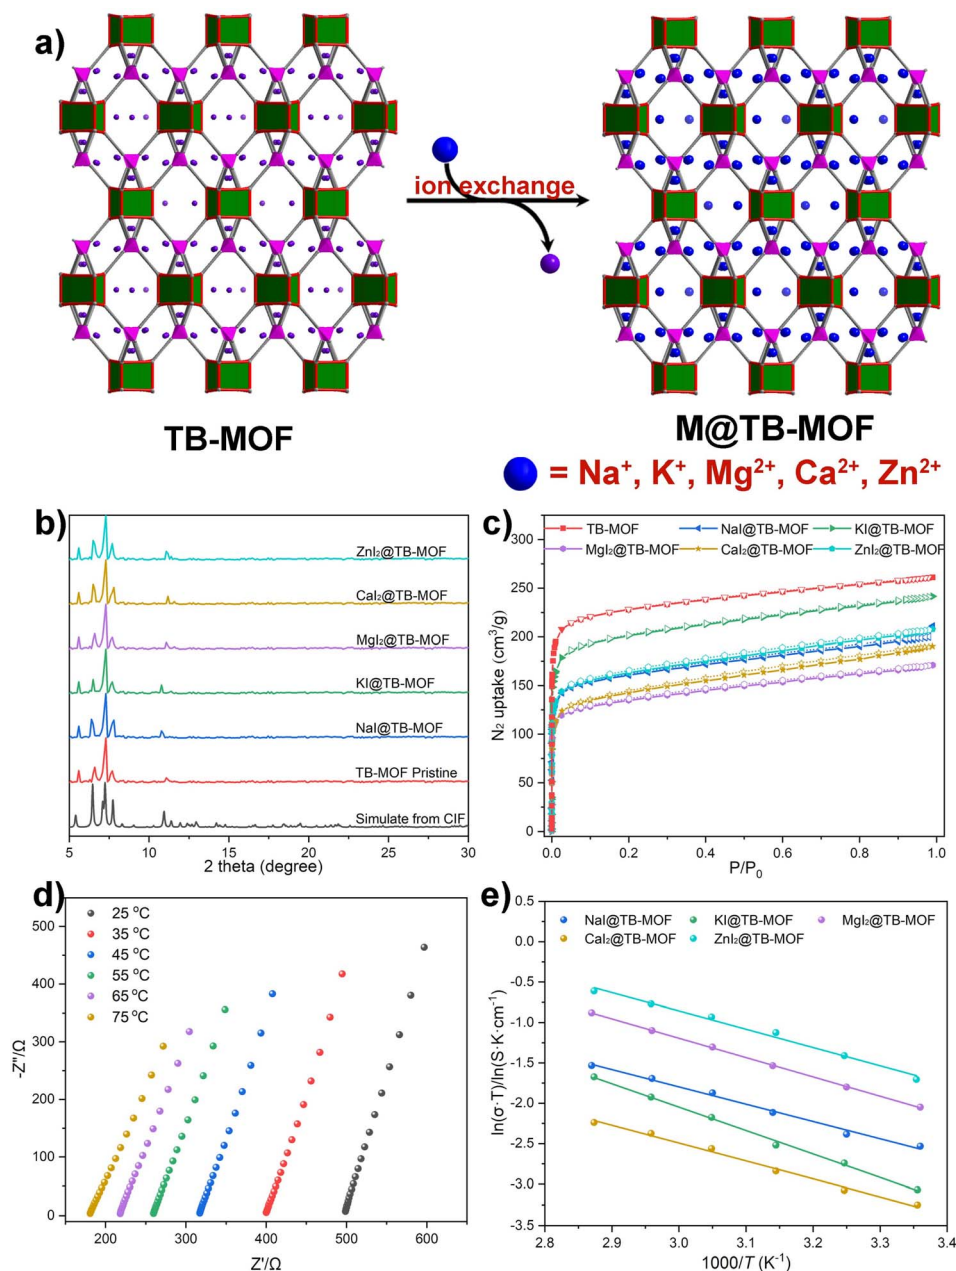 a)
ion exchange
TB-MOF
M@TB-MOF
= Na⁺, K⁺, Mg²⁺, Ca²⁺, Zn²⁺
b)
ZnI₂@TB-MOF
CaI₂@TB-MOF
MgI₂@TB-MOF
KI@TB-MOF
NaI@TB-MOF
TB-MOF Pristine
Simulate from CIF
5 10 15 20 25 30
2 theta (degree)
c)
TB-MOF NaI@TB-MOF KI@TB-MOF
MgI₂@TB-MOF CaI₂@TB-MOF ZnI₂@TB-MOF
N₂ uptake (cm³/g)
300
250
200
150
100
50
0
0.0 0.2 0.4 0.6 0.8 1.0
P/P₀
d)
25 °C
35 °C
45 °C
55 °C
65 °C
75 °C
-Z''/Ω
500
400
300
200
100
0
200 300 400 500 600
Z'/Ω
e)
NaI@TB-MOF KI@TB-MOF MgI₂@TB-MOF
CaI₂@TB-MOF ZnI₂@TB-MOF
ln(σ·T)/ln(S·K·cm⁻¹)
0.5
0.0
-0.5
-1.0
-1.5
-2.0
-2.5
-3.0
-3.5
2.8 2.9 3.0 3.1 3.2 3.3 3.4
1000/T (K⁻¹)